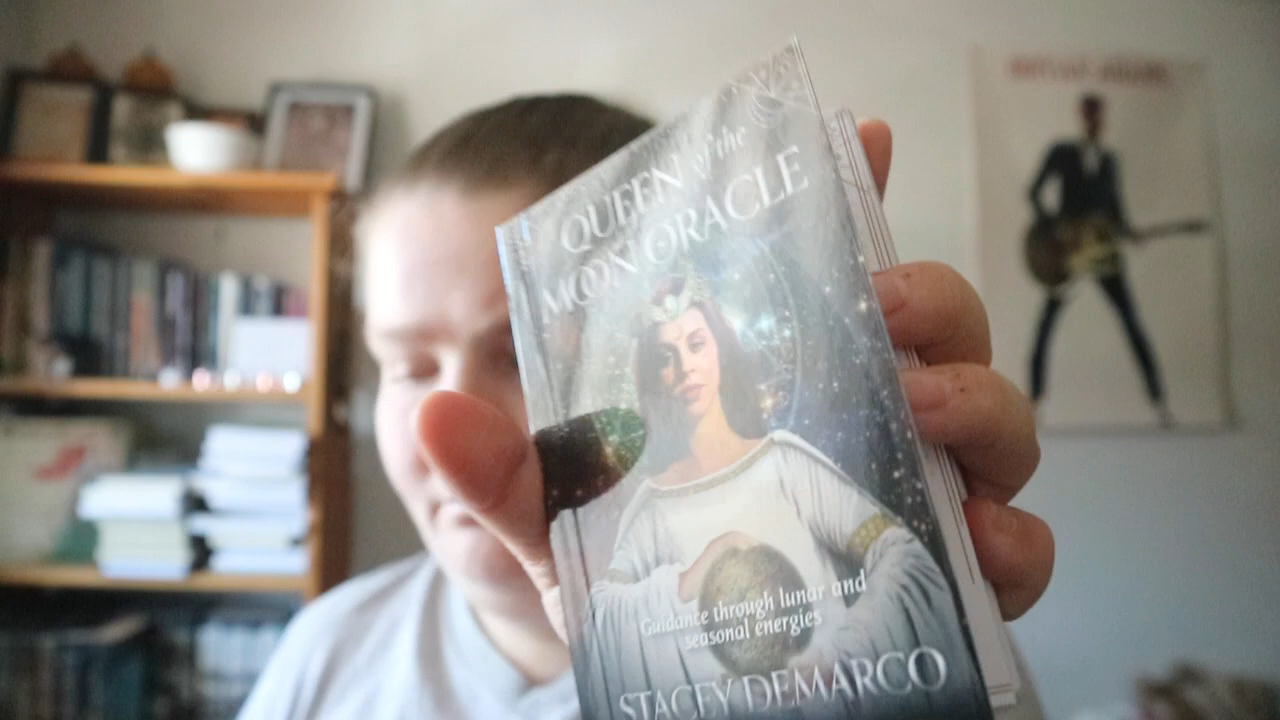 QUEEN of the
MOON ORACLE
Guidance through lunar and
seasonal energies
STACEY DEMARCO